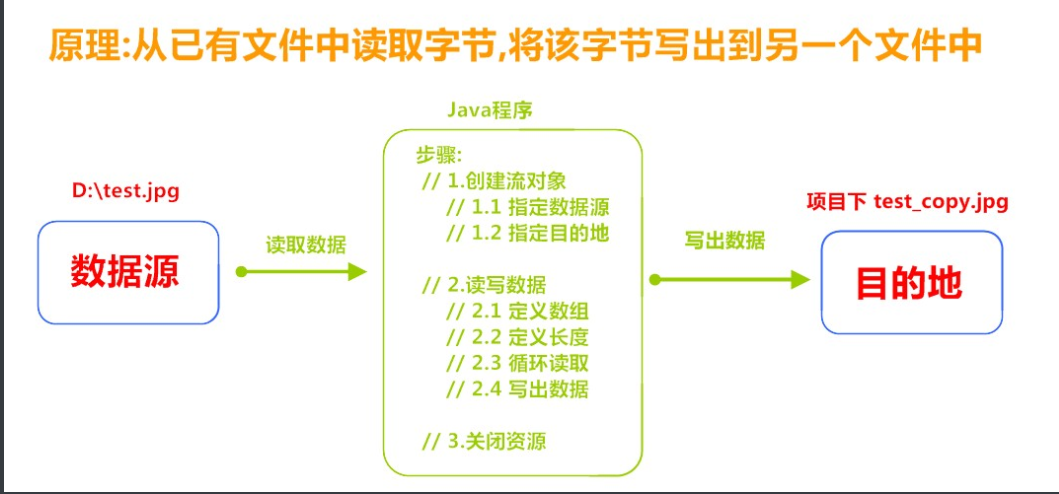 原理:从已有文件中读取字节,将该字节写出到另一个文件中
Java程序
D:\test.jpg
数据源
读取数据
步骤:
// 1.创建流对象
// 1.1 指定数据源
// 1.2 指定目的地
// 2.读写数据
// 2.1 定义数组
// 2.2 定义长度
// 2.3 循环读取
// 2.4 写出数据
// 3.关闭资源
写出数据
项目下 test_copy.jpg
目的地